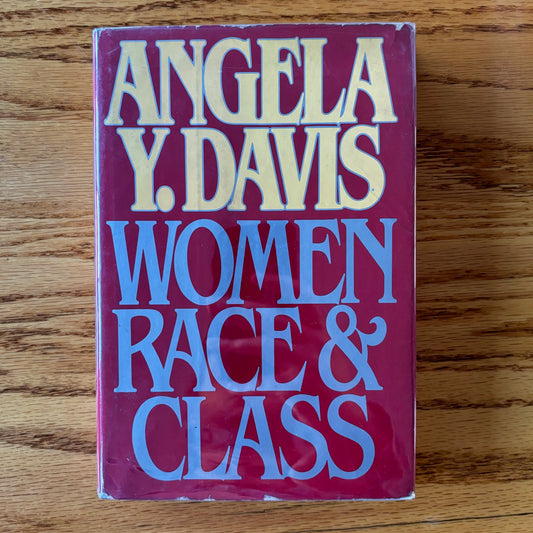 ANGELA
Y. DAVIS
WOMEN
RACE &
CLASS